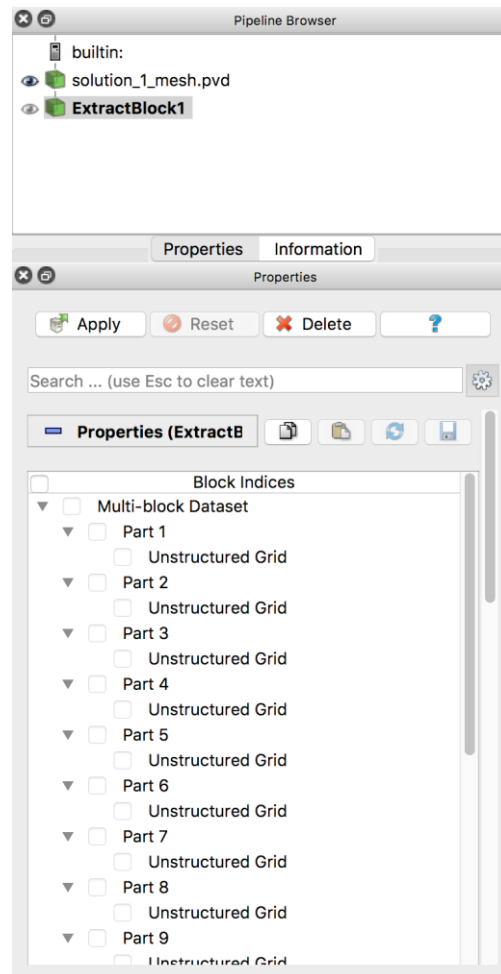 Pipeline Browser
builtin:
solution_1_mesh.pvd
ExtractBlock1
Properties Information
Properties
Apply Reset Delete ?
Search ... (use Esc to clear text)
Properties (ExtractB
Block Indices
Multi-block Dataset
Part 1
Unstructured Grid
Part 2
Unstructured Grid
Part 3
Unstructured Grid
Part 4
Unstructured Grid
Part 5
Unstructured Grid
Part 6
Unstructured Grid
Part 7
Unstructured Grid
Part 8
Unstructured Grid
Part 9
Unstructured Grid